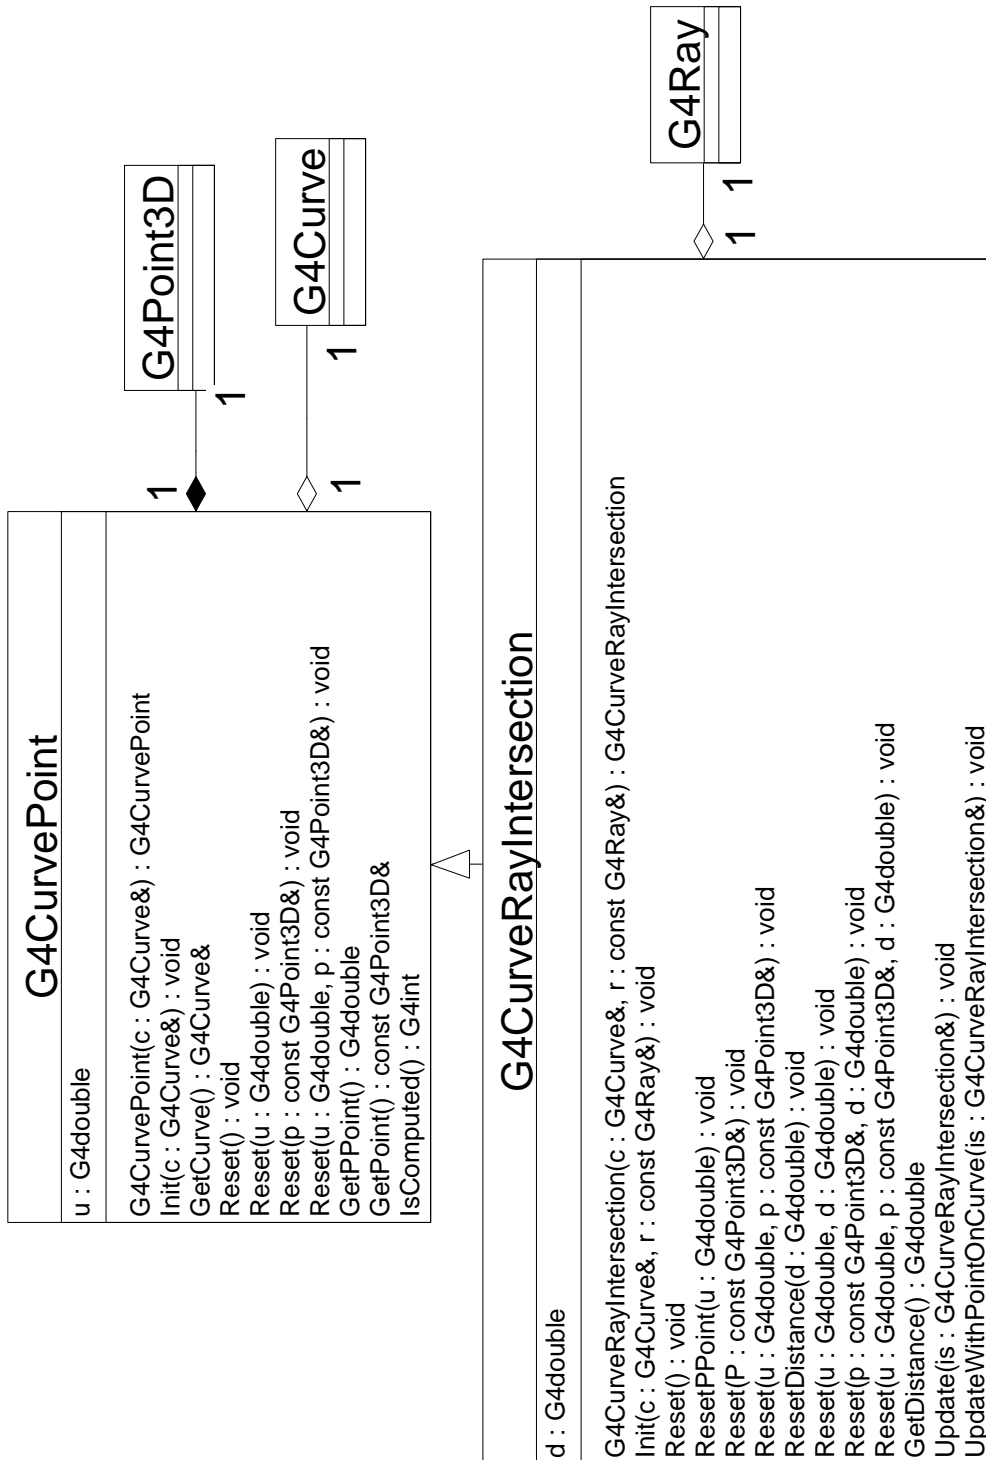 G4CurvePoint
u : G4double
G4CurvePoint(c : G4Curve&) : G4CurvePoint
Init(c : G4Curve&) : void
GetCurve() : G4Curve&
Reset() : void
Reset(u : G4double) : void
Reset(p : const G4Point3D&) : void
Reset(u : G4double, p : const G4Point3D&) : void
GetPPoint() : G4double
GetPoint() : const G4Point3D&
IsComputed() : G4int
1
1
G4Point3D
1
1
G4Curve
G4CurveRayIntersection
d : G4double
G4CurveRayIntersection(c : G4Curve&, r : const G4Ray&) : G4CurveRayIntersection
Init(c : G4Curve&, r : const G4Ray&) : void
Reset() : void
ResetPPoint(u : G4double) : void
Reset(P : const G4Point3D&) : void
Reset(u : G4double, p : const G4Point3D&) : void
ResetDistance(d : G4double) : void
Reset(u : G4double, d : G4double) : void
Reset(p : const G4Point3D&, d : G4double) : void
Reset(u : G4double, p : const G4Point3D&, d : G4double) : void
GetDistance() : G4double
Update(is : G4CurveRayIntersection&) : void
UpdateWithPointOnCurve(is : G4CurveRayIntersection&) : void
1
1
G4Ray